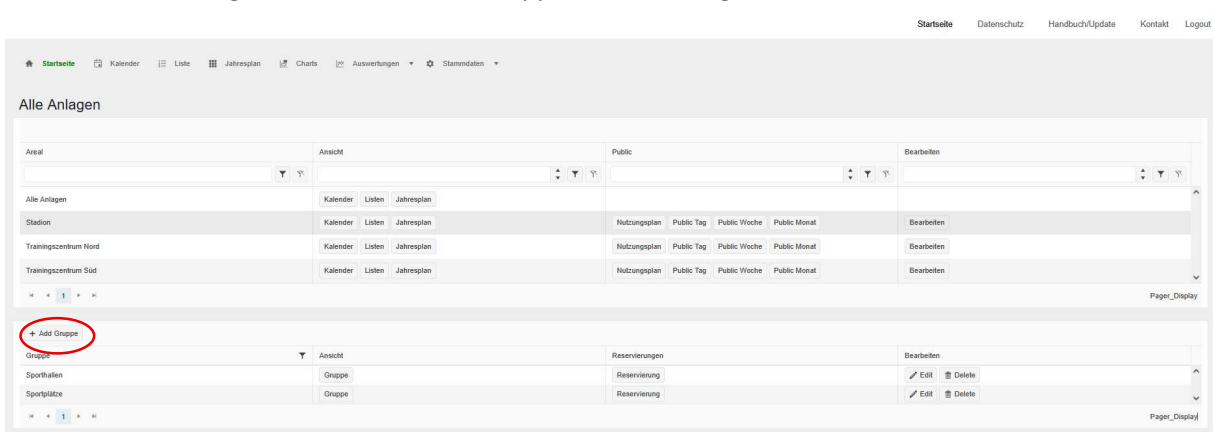 Startseite Datenschutz Handbuch/Update Kontakt Logout
Startseite Kalender Liste Jahresplan Charts Auswertungen Stammdaten
Alle Anlagen
Areal Ansicht Public Bearbeiten
Alle Anlagen Kalender Listen Jahresplan
Stadion Kalender Listen Jahresplan Nutzungsplan Public Tag Public Woche Public Monat Bearbeiten
Trainingszentrum Nord Kalender Listen Jahresplan Nutzungsplan Public Tag Public Woche Public Monat Bearbeiten
Trainingszentrum Süd Kalender Listen Jahresplan Nutzungsplan Public Tag Public Woche Public Monat Bearbeiten
1 Pager_Display
+ Add Gruppe
Gruppe Ansicht Reservierungen Bearbeiten
Sporthallen Gruppe Reservierung Edit Delete
Sportplätze Gruppe Reservierung Edit Delete
1 Pager_Display